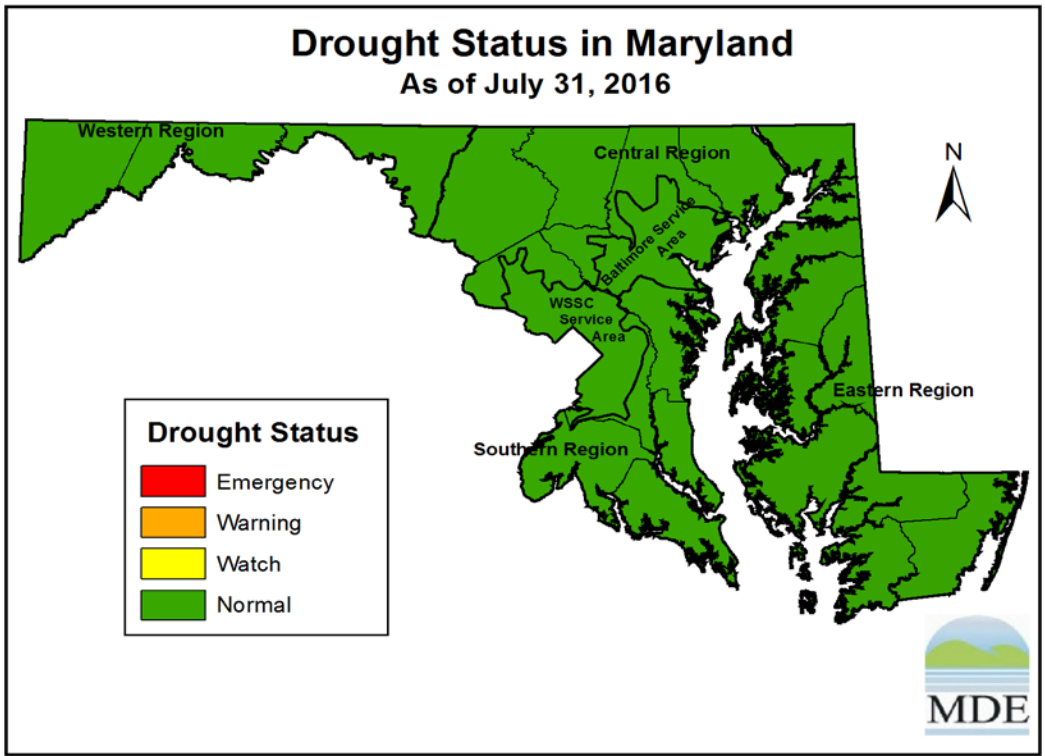 Drought Status in Maryland
As of July 31, 2016
Western Region
Central Region
N
Baltimore Service
Area
WSSC
Service
Area
Eastern Region
Southern Region
Drought Status
Emergency
Warning
Watch
Normal
MDE